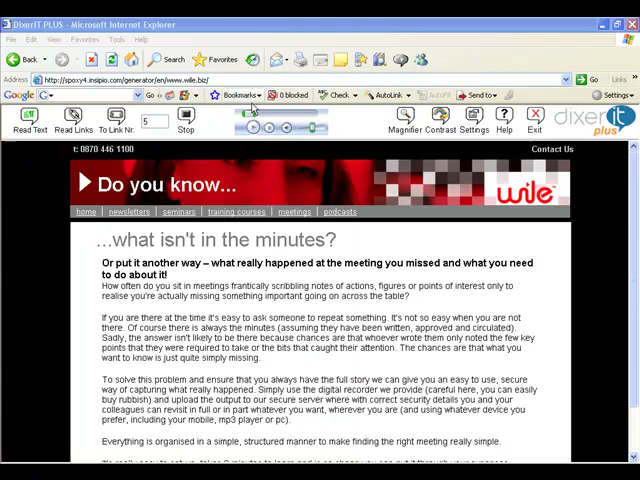 DixerIT PLUS - Microsoft Internet Explorer
File Edit View Favorites Tools Help
Back Search Favorites
Address http://spoxy4.insipio.com/generator/en/www.wile.biz/ Go Links
Google Go Bookmarks 0 blocked Check AutoLink Send to Settings
Read Text Read Links To Link Nr. 5 Stop Magnifier Contrast Settings Help Exit dixerit plus
t: 0870 446 1100 Contact Us
Do you know... wile
home newsletters seminars training courses meetings podcasts
...what isn't in the minutes?
Or put it another way – what really happened at the meeting you missed and what you need
to do about it!
How often do you sit in meetings frantically scribbling notes of actions, figures or points of interest only to
realise you're actually missing something important going on across the table?
If you are there at the time it's easy to ask someone to repeat something. It's not so easy when you are not
there. Of course there is always the minutes (assuming they have been written, approved and circulated).
Sadly, the answer isn't likely to be there because chances are that whoever wrote them only noted the few key
points that they were required to take or the bits that caught their attention. The chances are that what you
want to know is just quite simply missing.
To solve this problem and ensure that you always have the full story we can give you an easy to use, secure
way of capturing what really happened. Simply use the digital recorder we provide (careful here, you can easily
buy rubbish) and upload the output to our secure server where with correct security details you and your
colleagues can revisit in full or in part whatever you want, wherever you are (and using whatever device you
prefer, including your mobile, mp3 player or pc).
Everything is organised in a simple, structured manner to make finding the right meeting really simple.